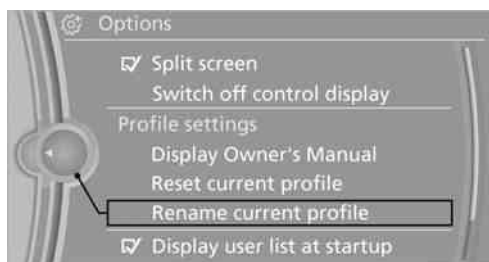 Options
Split screen
Switch off control display
Profile settings
Display Owner's Manual
Reset current profile
Rename current profile
Display user list at startup